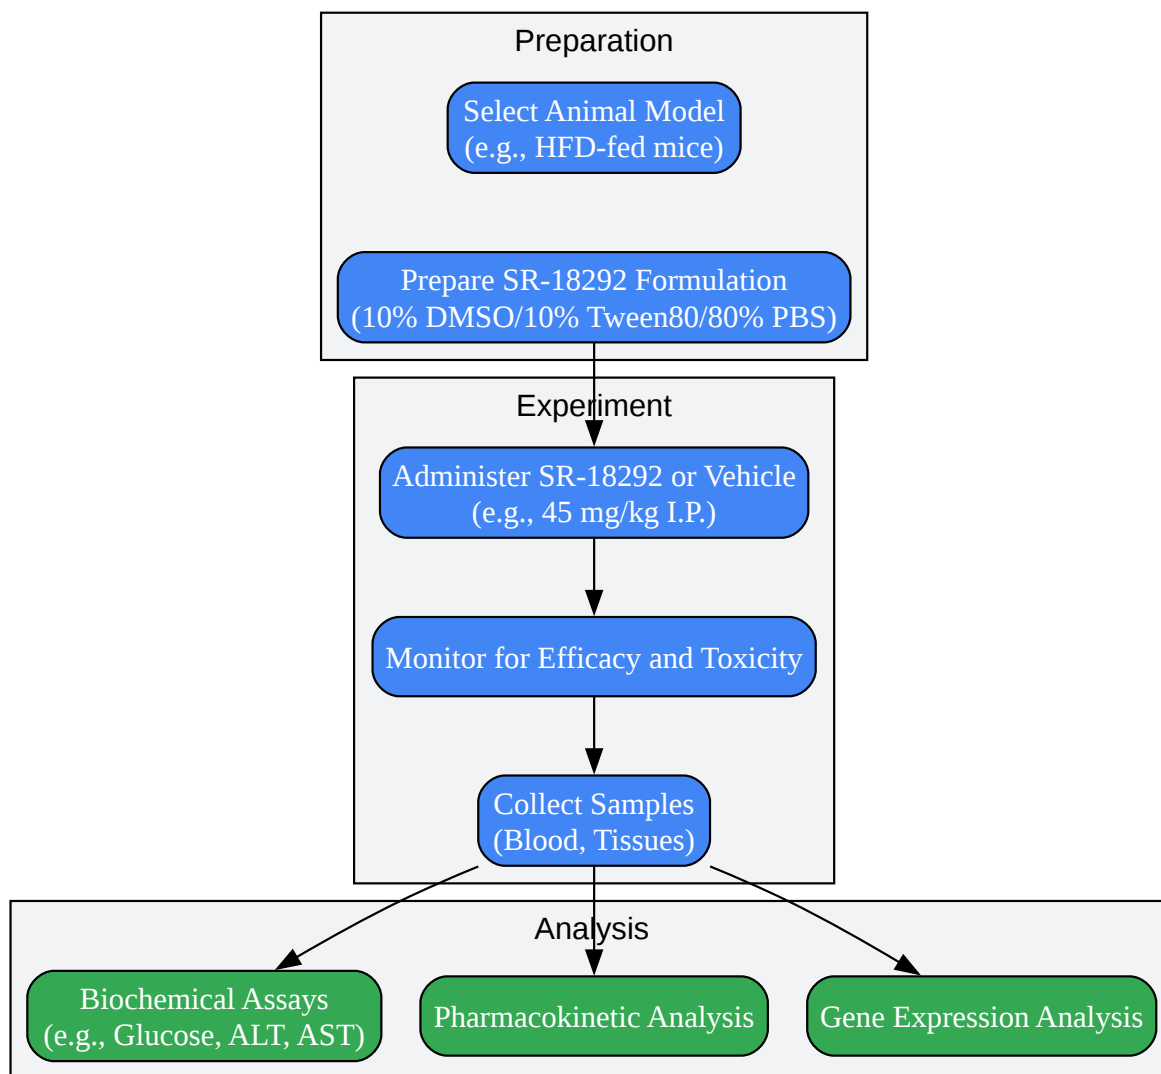 Preparation
Select Animal Model
(e.g., HFD-fed mice)
Prepare SR-18292 Formulation
(10% DMSO/10% Tween80/80% PBS)
Experiment
Administer SR-18292 or Vehicle
(e.g., 45 mg/kg I.P.)
Monitor for Efficacy and Toxicity
Collect Samples
(Blood, Tissues)
Analysis
Biochemical Assays
(e.g., Glucose, ALT, AST)
Pharmacokinetic Analysis
Gene Expression Analysis